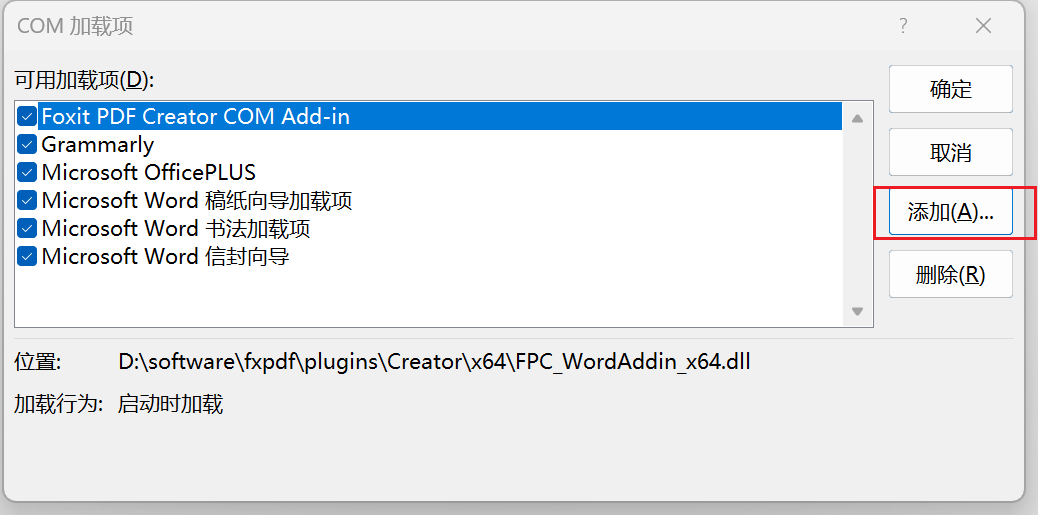 COM 加载项
?
可用加载项(D):
确定
Foxit PDF Creator COM Add-in
Grammarly
取消
Microsoft OfficePLUS
Microsoft Word 稿纸向导加载项
添加(A)...
Microsoft Word 书法加载项
Microsoft Word 信封向导
删除(R)
位置: D:\software\fxpdf\plugins\Creator\x64\FPC_WordAddin_x64.dll
加载行为: 启动时加载